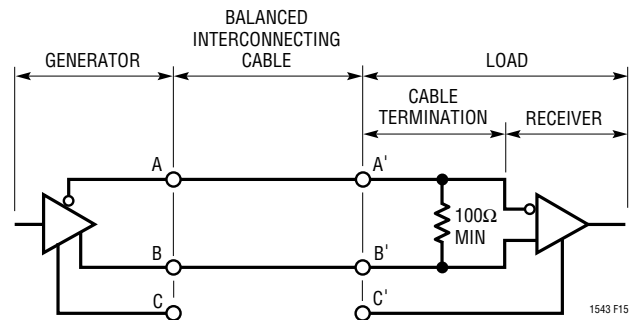 BALANCED
INTERCONNECTING
CABLE
GENERATOR
LOAD
CABLE
TERMINATION
RECEIVER
A
A'
100Ω
MIN
B
B'
C
C'
1543 F15